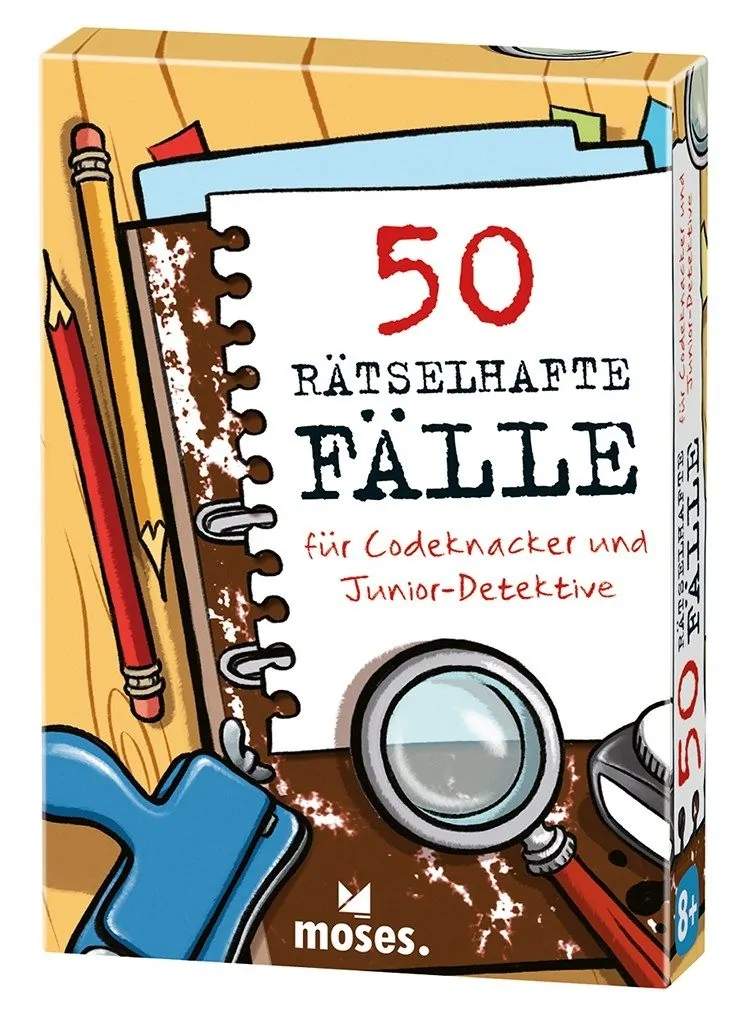 50
RÄTSELHAFTE
FÄLLE
für Codeknacker und
Junior-Detektive
moses.
50
RÄTSELHAFTE
FÄLLE
für Codeknacker und
Junior-Detektive
8+